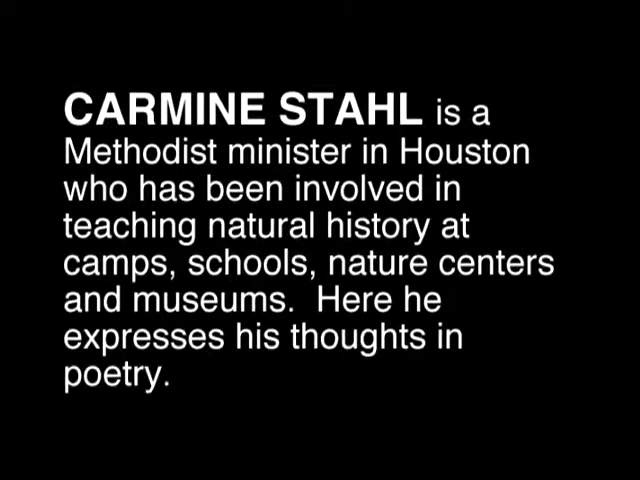 CARMINE STAHL is a
Methodist minister in Houston
who has been involved in
teaching natural history at
camps, schools, nature centers
and museums.  Here he
expresses his thoughts in
poetry.